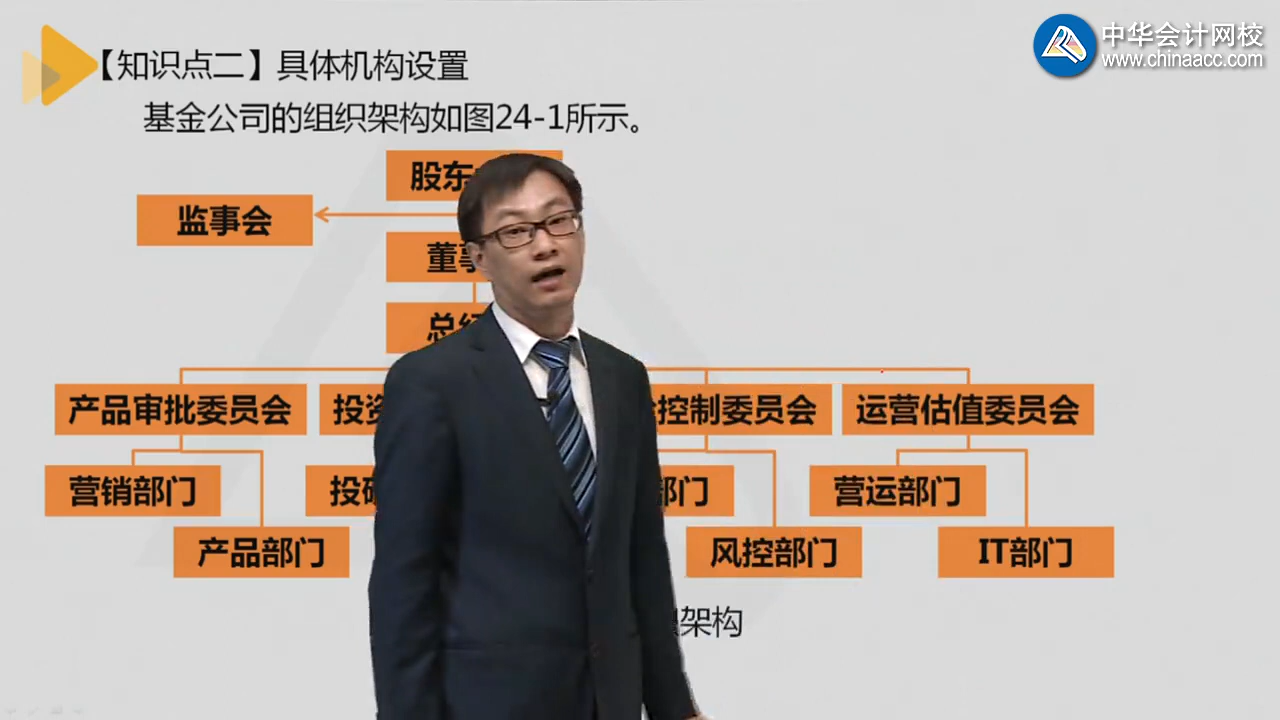 中华会计网校
www.chinaacc.com
【知识点二】具体机构设置
基金公司的组织架构如图24-1所示。
股东
监事会
董事
总经
产品审批委员会
投资
控制委员会
运营估值委员会
营销部门
投研
部门
营运部门
产品部门
风控部门
IT部门
架构